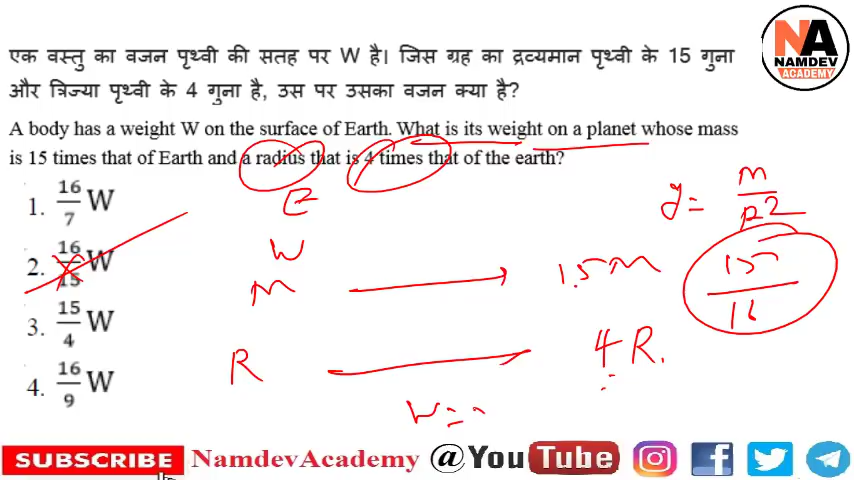 NA
NAMDEV
ACADEMY
एक वस्तु का वजन पृथ्वी की सतह पर W है। जिस ग्रह का द्रव्यमान पृथ्वी के 15 गुना
और त्रिज्या पृथ्वी के 4 गुना है, उस पर उसका वजन क्या है?
A body has a weight W on the surface of Earth. What is its weight on a planet whose mass
is 15 times that of Earth and a radius that is 4 times that of the earth?
1. 16/7 W
2. 16/15 W
3. 15/4 W
4. 16/9 W
E
W
M 15M
R 4R.
g = M/R2
15/16
SUBSCRIBE NamdevAcademy @YouTube